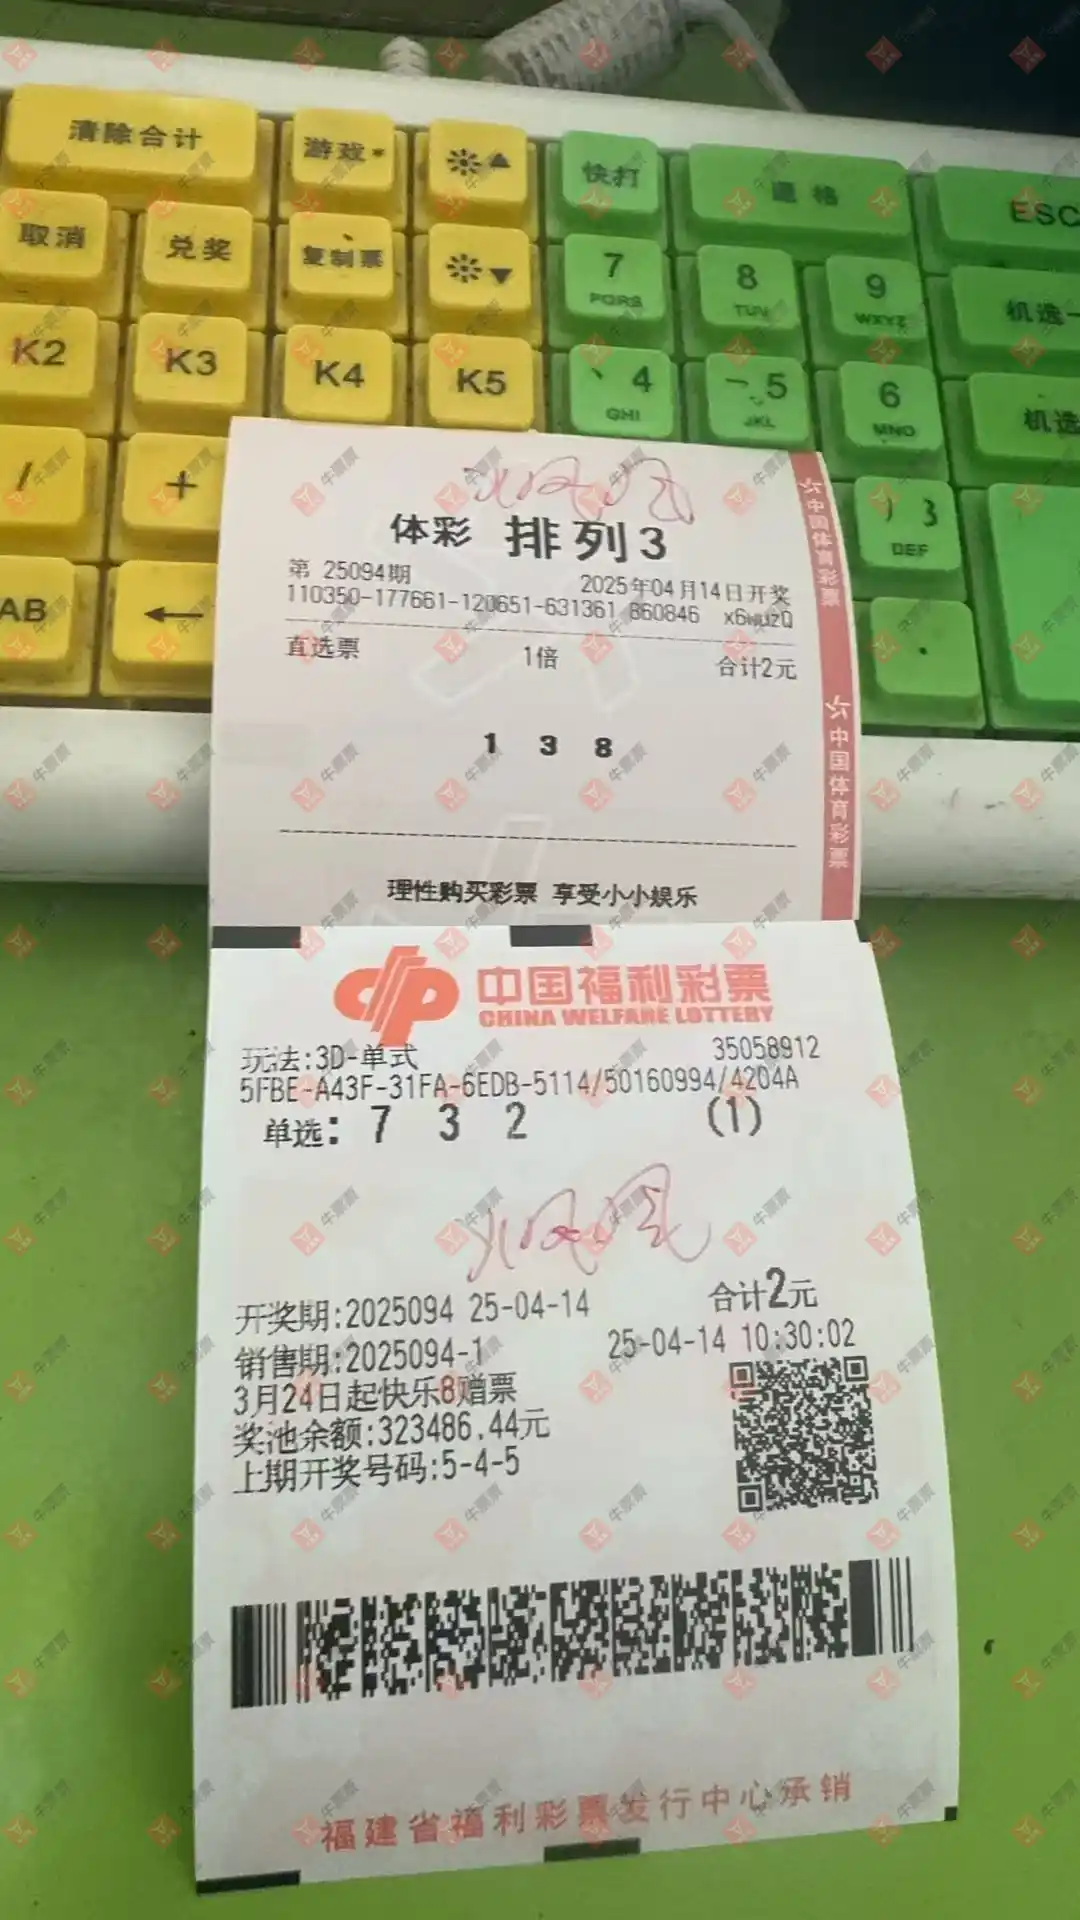 清除合计
游戏
快打
ESC
取消
兑奖
复制票
7
PQRS
8
TUV
9
WXYZ
K2
K3
K4
K5
4
GHI
5
JKL
6
MNO
/
+
3
DEF
AB
←
.
体彩 排列3
第 25094期
2025年04月14日开奖
110350-177661-120651-631361 860846 x6wuzQ
直选票 1倍 合计2元
1 3 8
理性购买彩票 享受小小娱乐
中国体育彩票
中国体育彩票
中国福利彩票
CHINA WELFARE LOTTERY
玩法:3D-单式 35058912
5FBE-A43F-31FA-6EDB-5114/50160994/4204A
单选: 7 3 2 (1)
开奖期:2025094 25-04-14 合计2元
销售期:2025094-1 25-04-14 10:30:02
3月24日起快乐8赠票
奖池余额:323486.44元
上期开奖号码:5-4-5
福建省福利彩票发行中心承销
牛票票